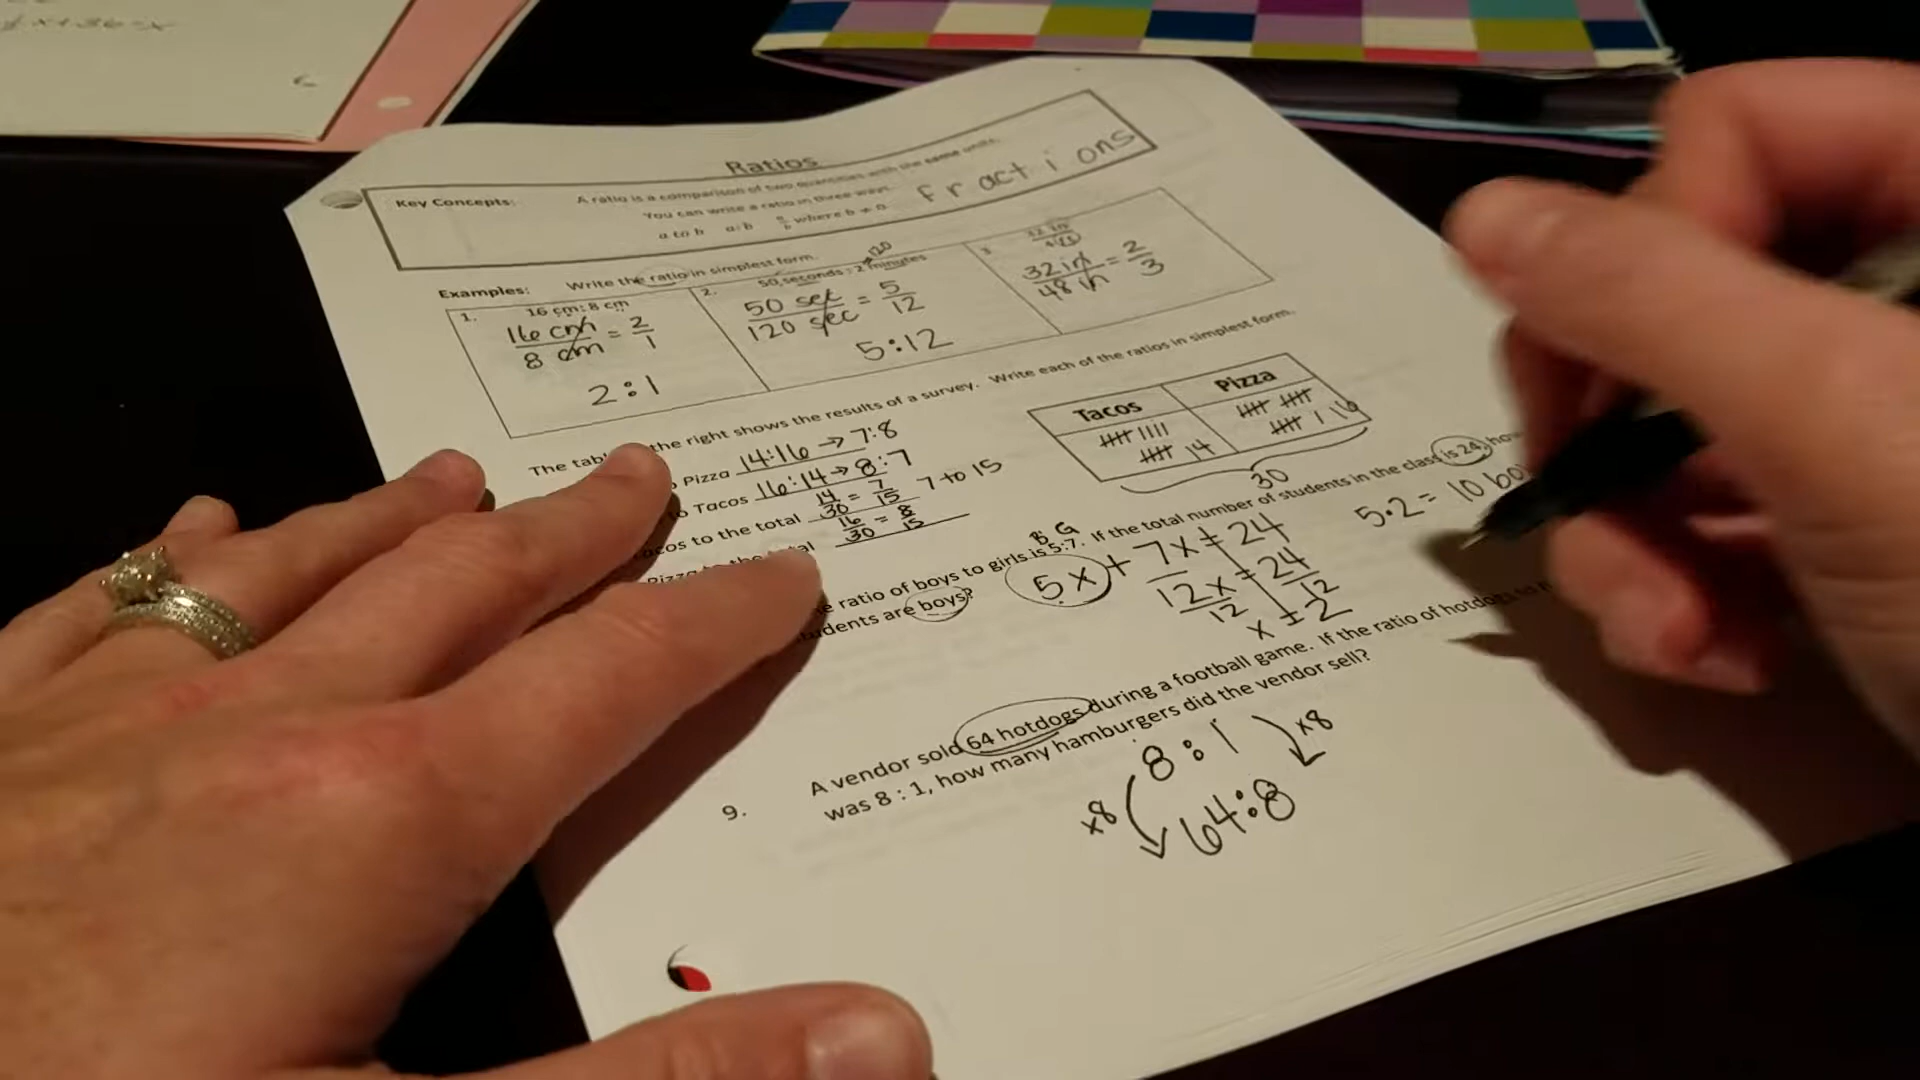 Ratios
Key Concepts: A ratio is a comparison of two quantities with the same units.
You can write a ratio in three ways.
a to b a:b a/b where b ≠ 0
Fractions
Examples: Write the ratio in simplest form.
1. 16 cm : 8 cm
16 cm / 8 cm = 2/1
2:1
2. 50 seconds : 2 minutes
120
50 sec / 120 sec = 5/12
5:12
3.
32 in / 48 in = 2/3
The the right shows the results of a survey. Write each of the ratios in simplest form.
Pizza 14:16 → 7:8
to Tacos 16:14 → 8:7
acos to the total 14/30 = 7/15 7 to 15
Pizza to the total 16/30 = 8/15
Tacos Pizza
14 16
30
ratio of boys to girls is 5:7. If the total number of students in the class is 24, how
students are boys?
B G
5x + 7x = 24
12x / 12 = 24 / 12
x = 2
5·2 = 10
9. A vendor sold 64 hotdogs during a football game. If the ratio of hotdogs to
was 8 : 1, how many hamburgers did the vendor sell?
8:1 x8
x8 64:8